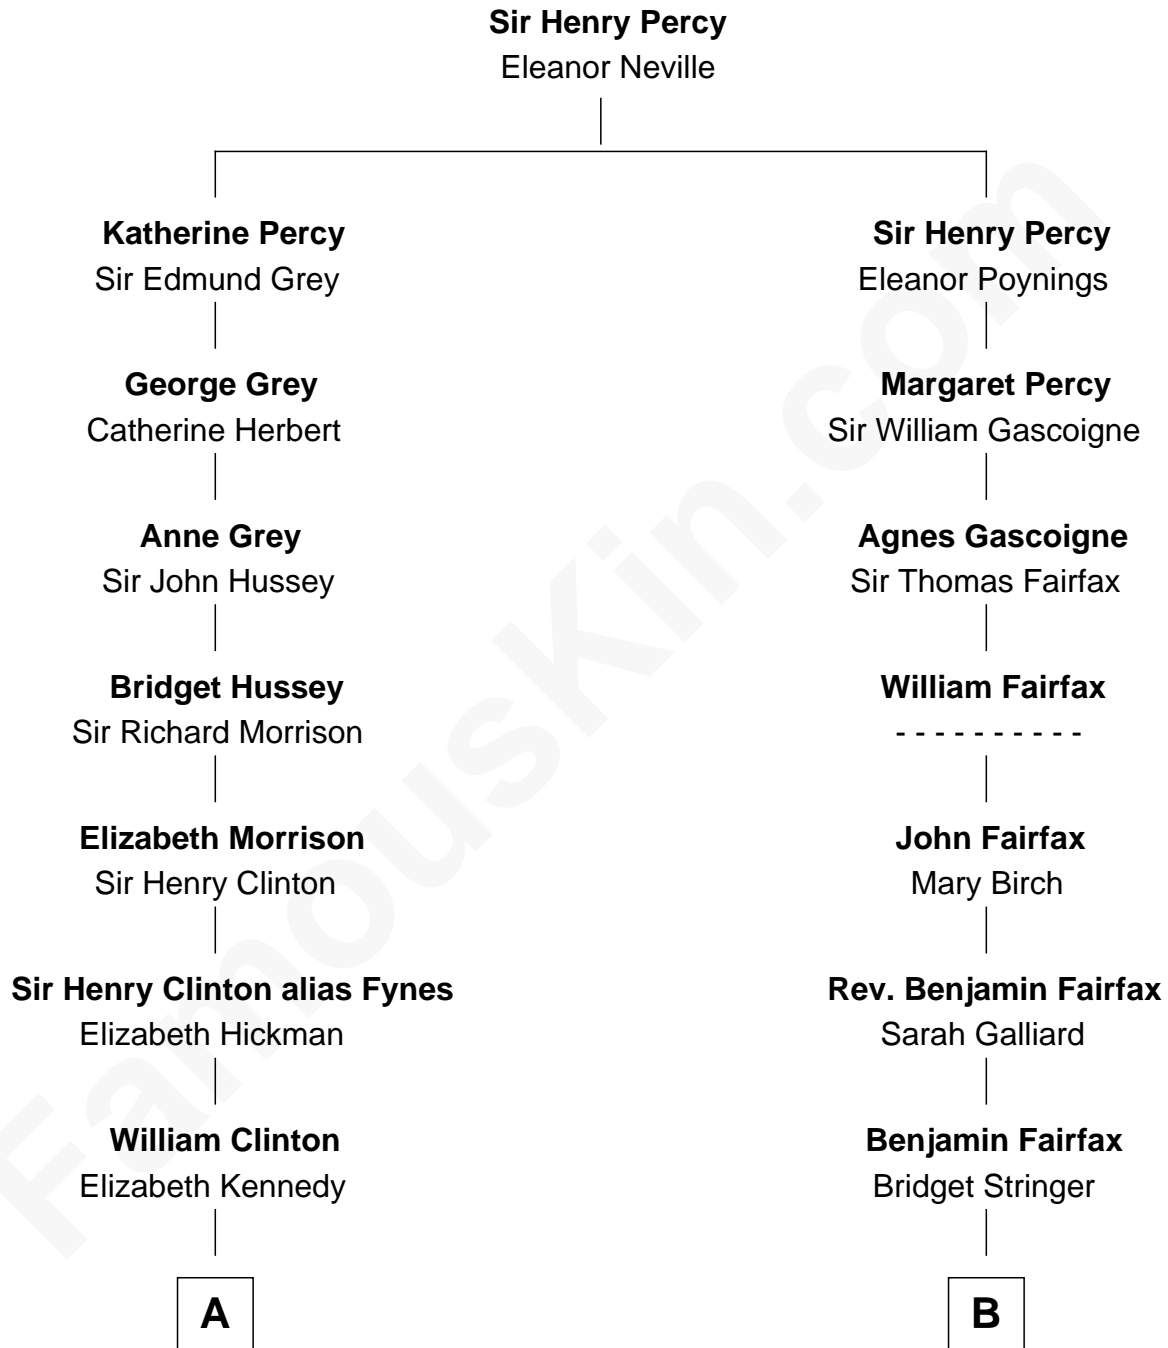 Sir Henry Percy
Eleanor Neville
Katherine Percy
Sir Edmund Grey
Sir Henry Percy
Eleanor Poynings
George Grey
Catherine Herbert
Margaret Percy
Sir William Gascoigne
Anne Grey
Sir John Hussey
Agnes Gascoigne
Sir Thomas Fairfax
Bridget Hussey
Sir Richard Morrison
William Fairfax
- - - - - - - - - -
Elizabeth Morrison
Sir Henry Clinton
John Fairfax
Mary Birch
Sir Henry Clinton alias Fynes
Elizabeth Hickman
Rev. Benjamin Fairfax
Sarah Galliard
William Clinton
Elizabeth Kennedy
Benjamin Fairfax
Bridget Stringer
A
B
FamousKin.com